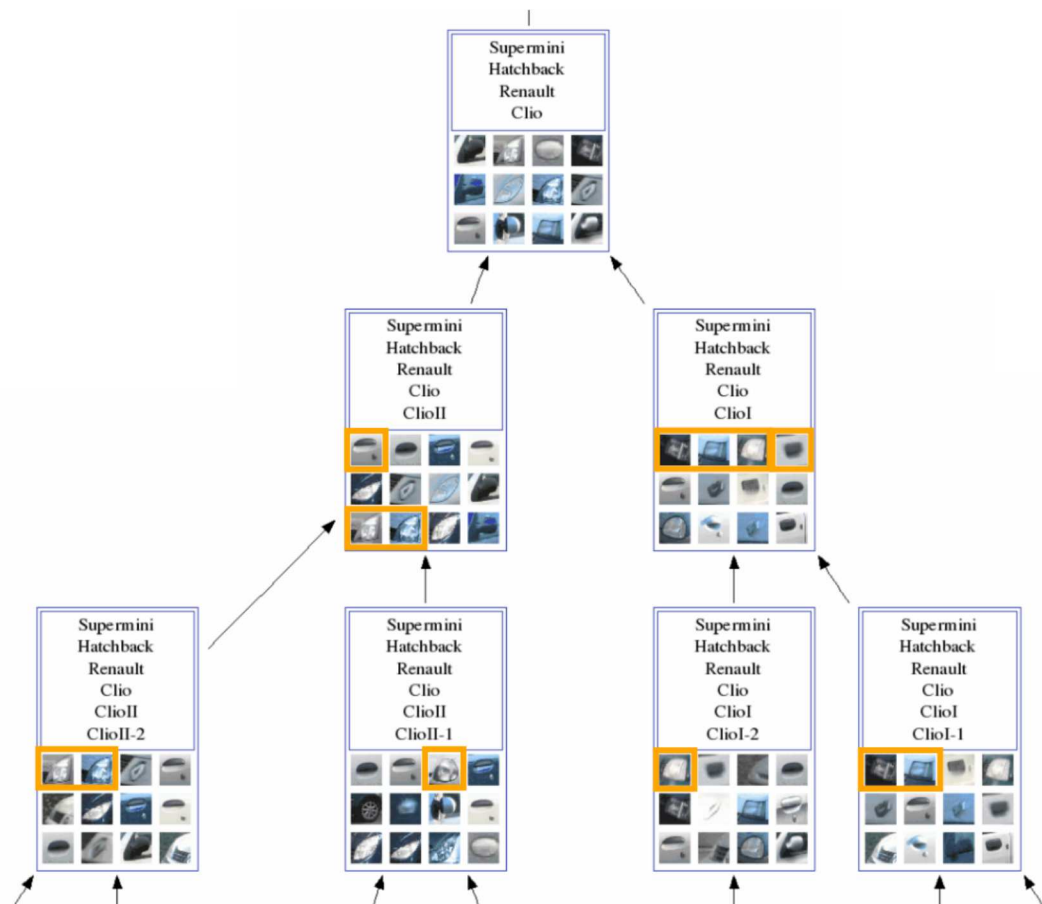 Supermini
Hatchback
Renault
Clio
Supermini
Hatchback
Renault
Clio
ClioII
Supermini
Hatchback
Renault
Clio
ClioI
Supermini
Hatchback
Renault
Clio
ClioII
ClioII-2
Supermini
Hatchback
Renault
Clio
ClioII
ClioII-1
Supermini
Hatchback
Renault
Clio
ClioI
ClioI-2
Supermini
Hatchback
Renault
Clio
ClioI
ClioI-1